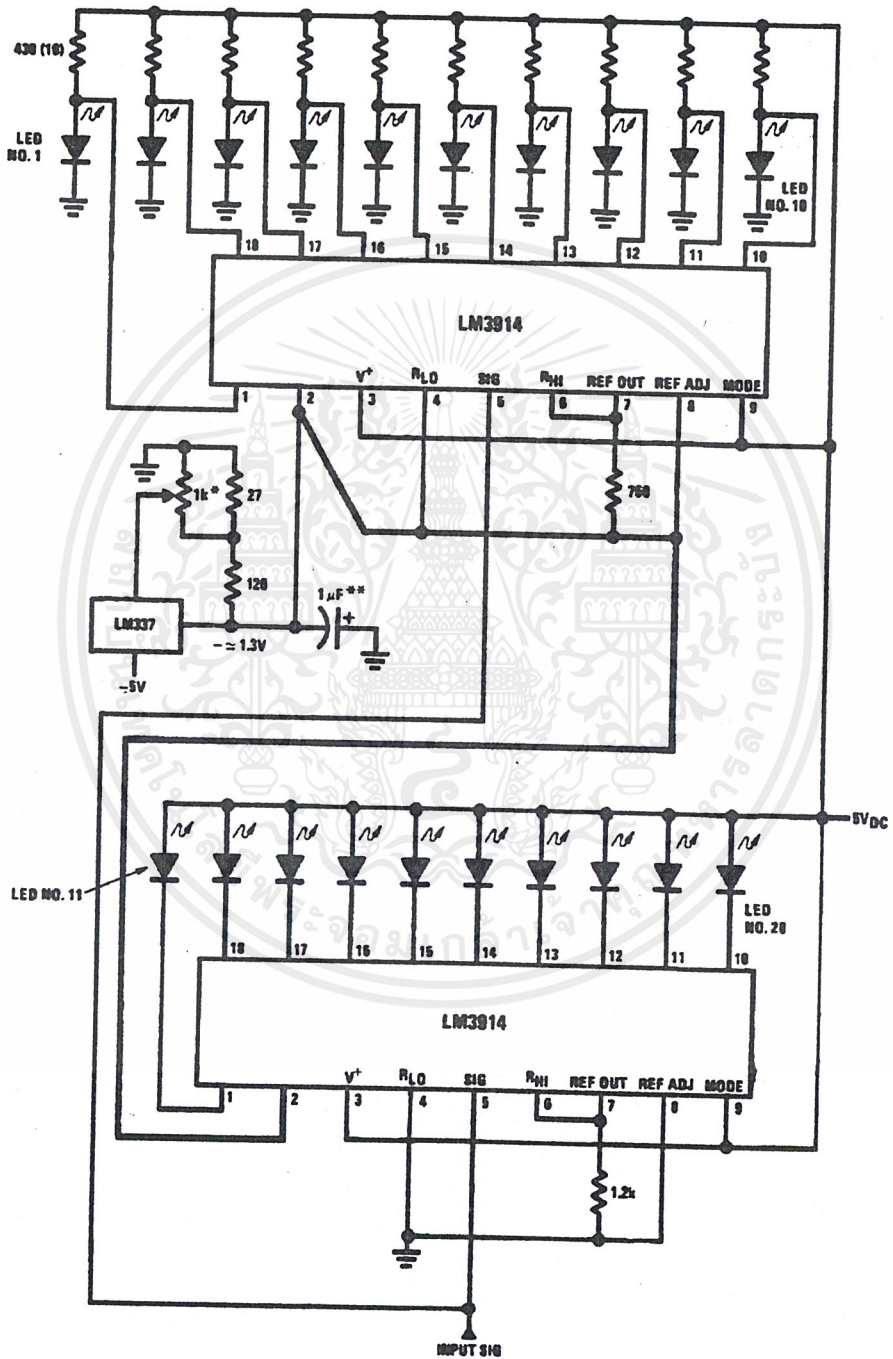 430 (10)
LED
NO. 1
LED
NO. 10
18 17 16 15 14 13 12 11 10
LM3914
V+ RLO SIG RHI REF OUT REF ADJ MODE
1 2 3 4 5 6 7 8 9
1k* 27
750
120
1 μF**
LM337
- ≃ 1.3V
-5V
5VDC
LED NO. 11
LED
NO. 20
18 17 16 15 14 13 12 11 10
LM3914
V+ RLO SIG RHI REF OUT REF ADJ MODE
1 2 3 4 5 6 7 8 9
1.2k
INPUT SIG